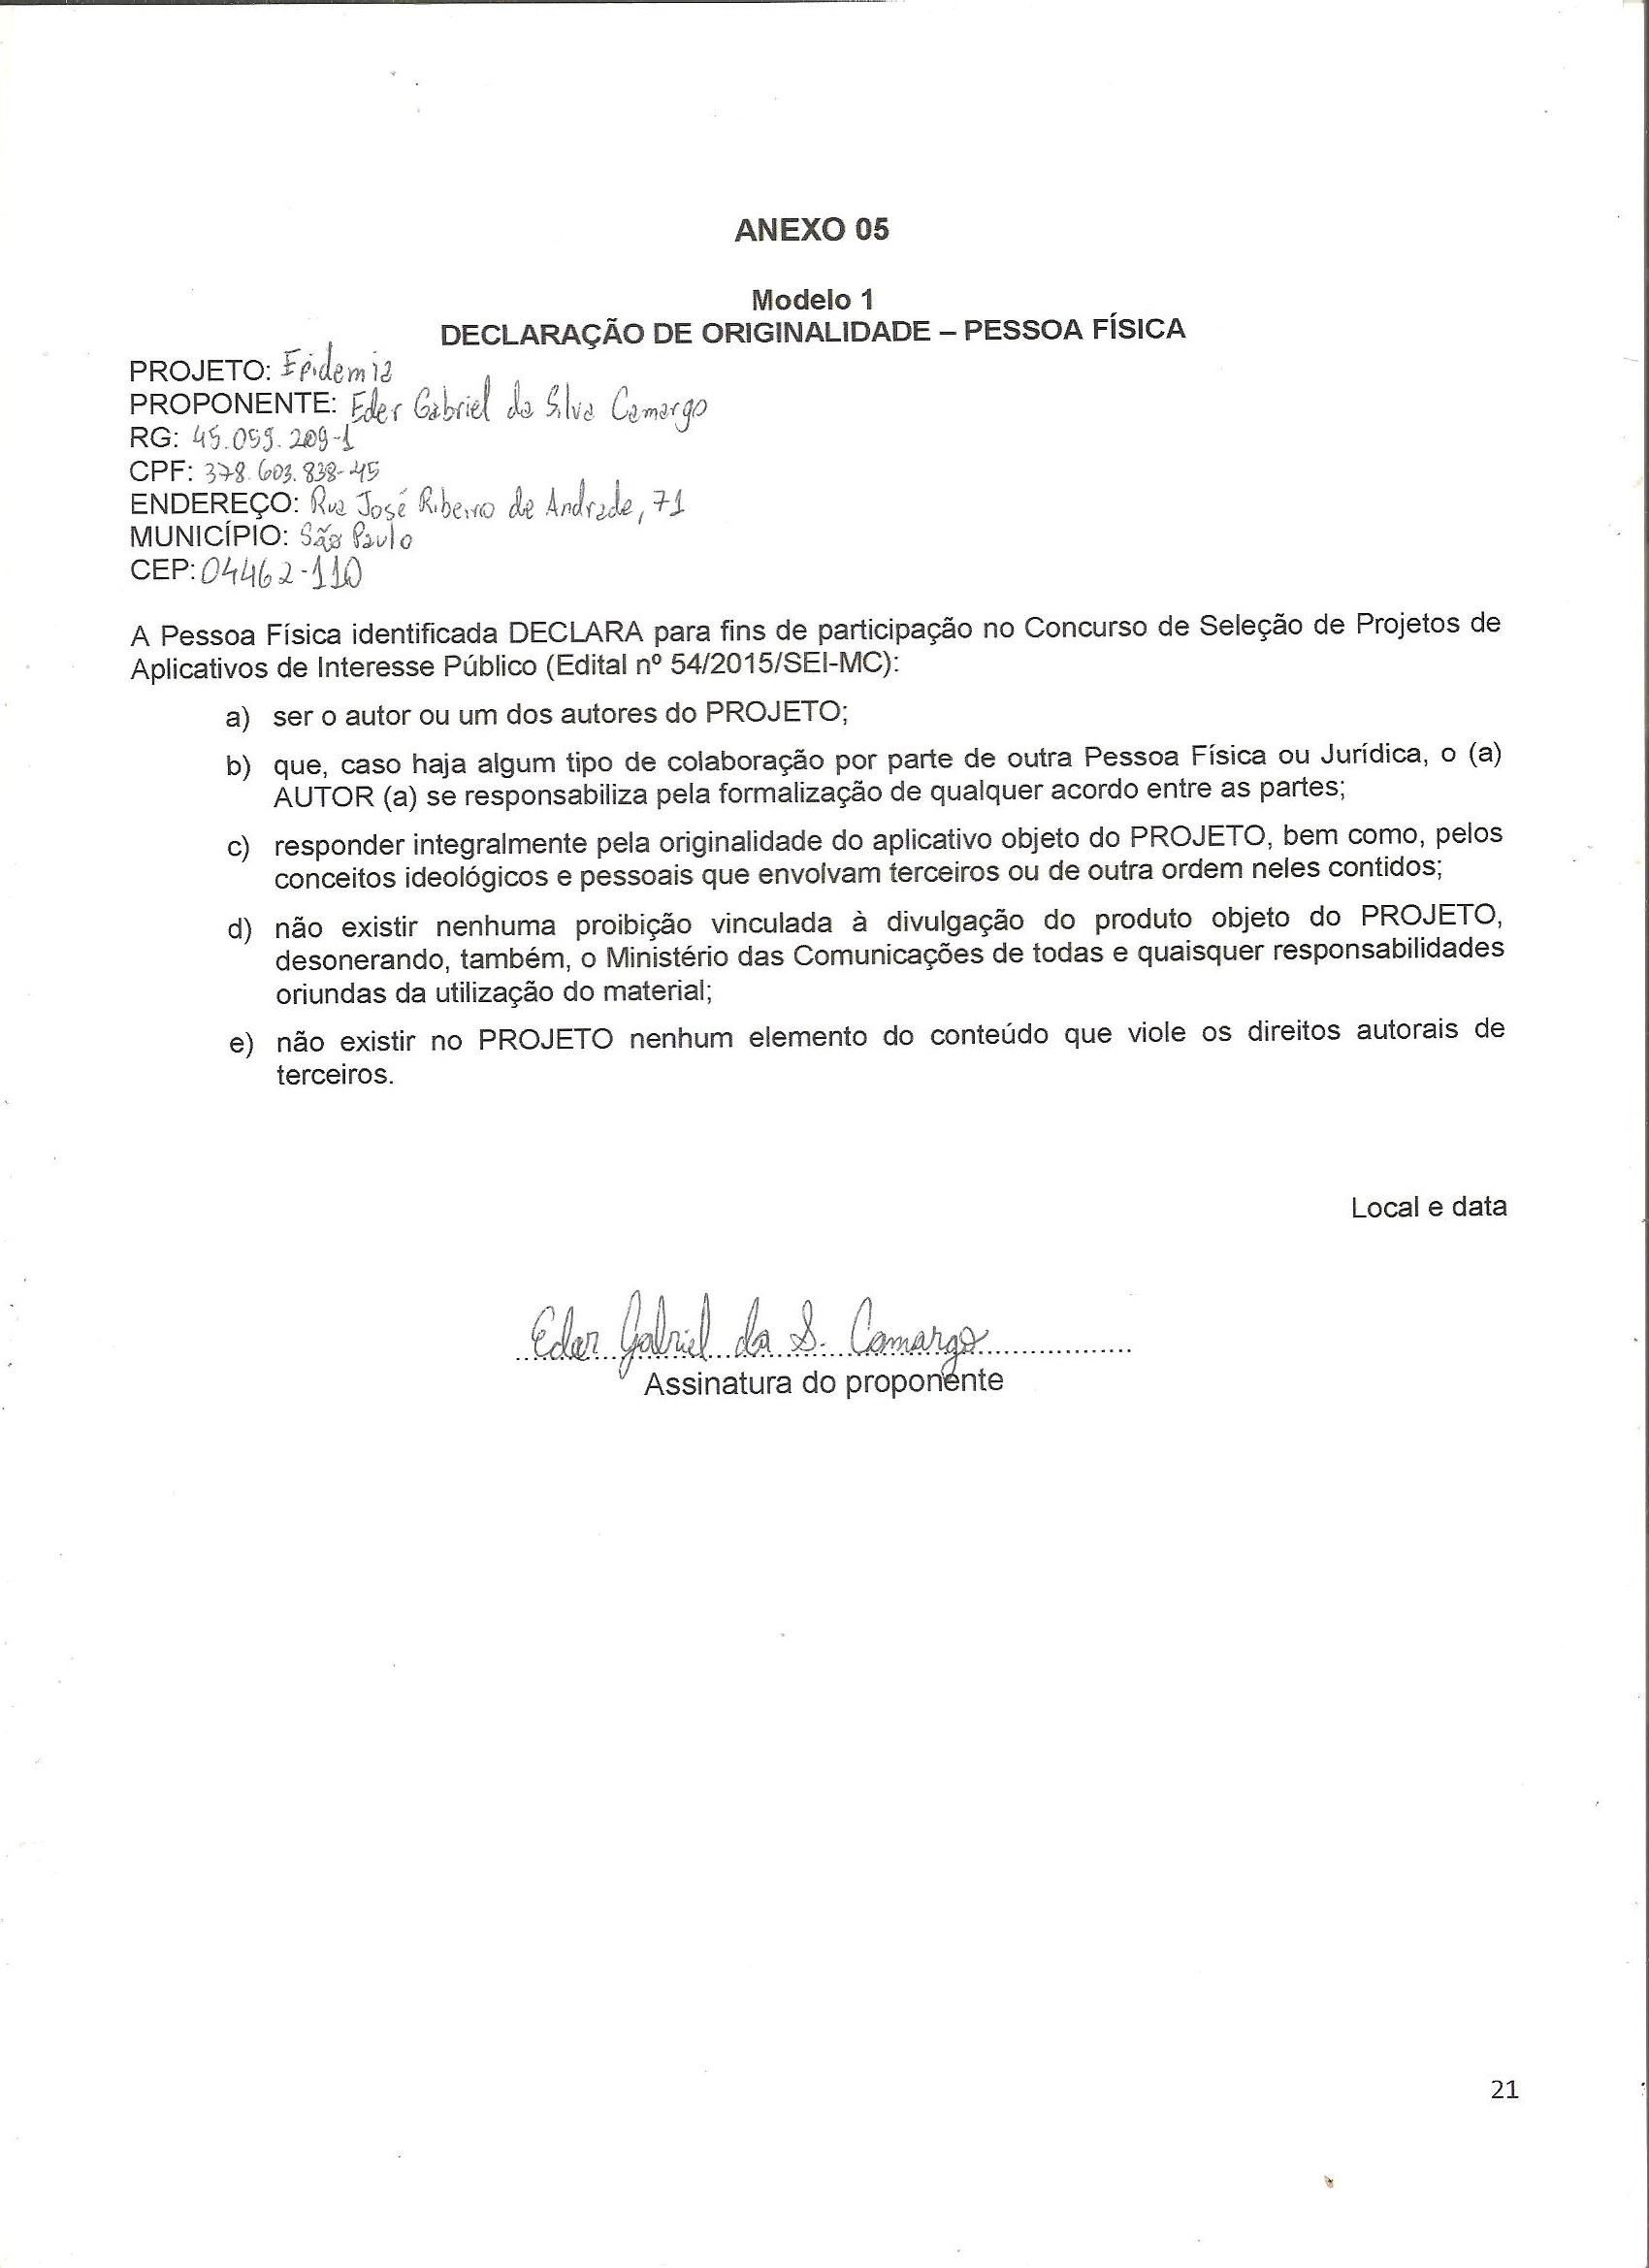 ANEXO 05
Modelo 1
DECLARAÇÃO DE ORIGINALIDADE – PESSOA FÍSICA
PROJETO: Epidemia
PROPONENTE: Eder Gabriel da Silva Camargo
RG: 45.059.209-1
CPF: 378.603.838-45
ENDEREÇO: Rua José Ribeiro de Andrade, 71
MUNICÍPIO: São Paulo
CEP: 04462-110
A Pessoa Física identificada DECLARA para fins de participação no Concurso de Seleção de Projetos de
Aplicativos de Interesse Público (Edital nº 54/2015/SEI-MC):
a) ser o autor ou um dos autores do PROJETO;
b) que, caso haja algum tipo de colaboração por parte de outra Pessoa Física ou Jurídica, o (a)
AUTOR (a) se responsabiliza pela formalização de qualquer acordo entre as partes;
c) responder integralmente pela originalidade do aplicativo objeto do PROJETO, bem como, pelos
conceitos ideológicos e pessoais que envolvam terceiros ou de outra ordem neles contidos;
d) não existir nenhuma proibição vinculada à divulgação do produto objeto do PROJETO,
desonerando, também, o Ministério das Comunicações de todas e quaisquer responsabilidades
oriundas da utilização do material;
e) não existir no PROJETO nenhum elemento do conteúdo que viole os direitos autorais de
terceiros.
Local e data
Eder Gabriel da S. Camargo
Assinatura do proponente
21